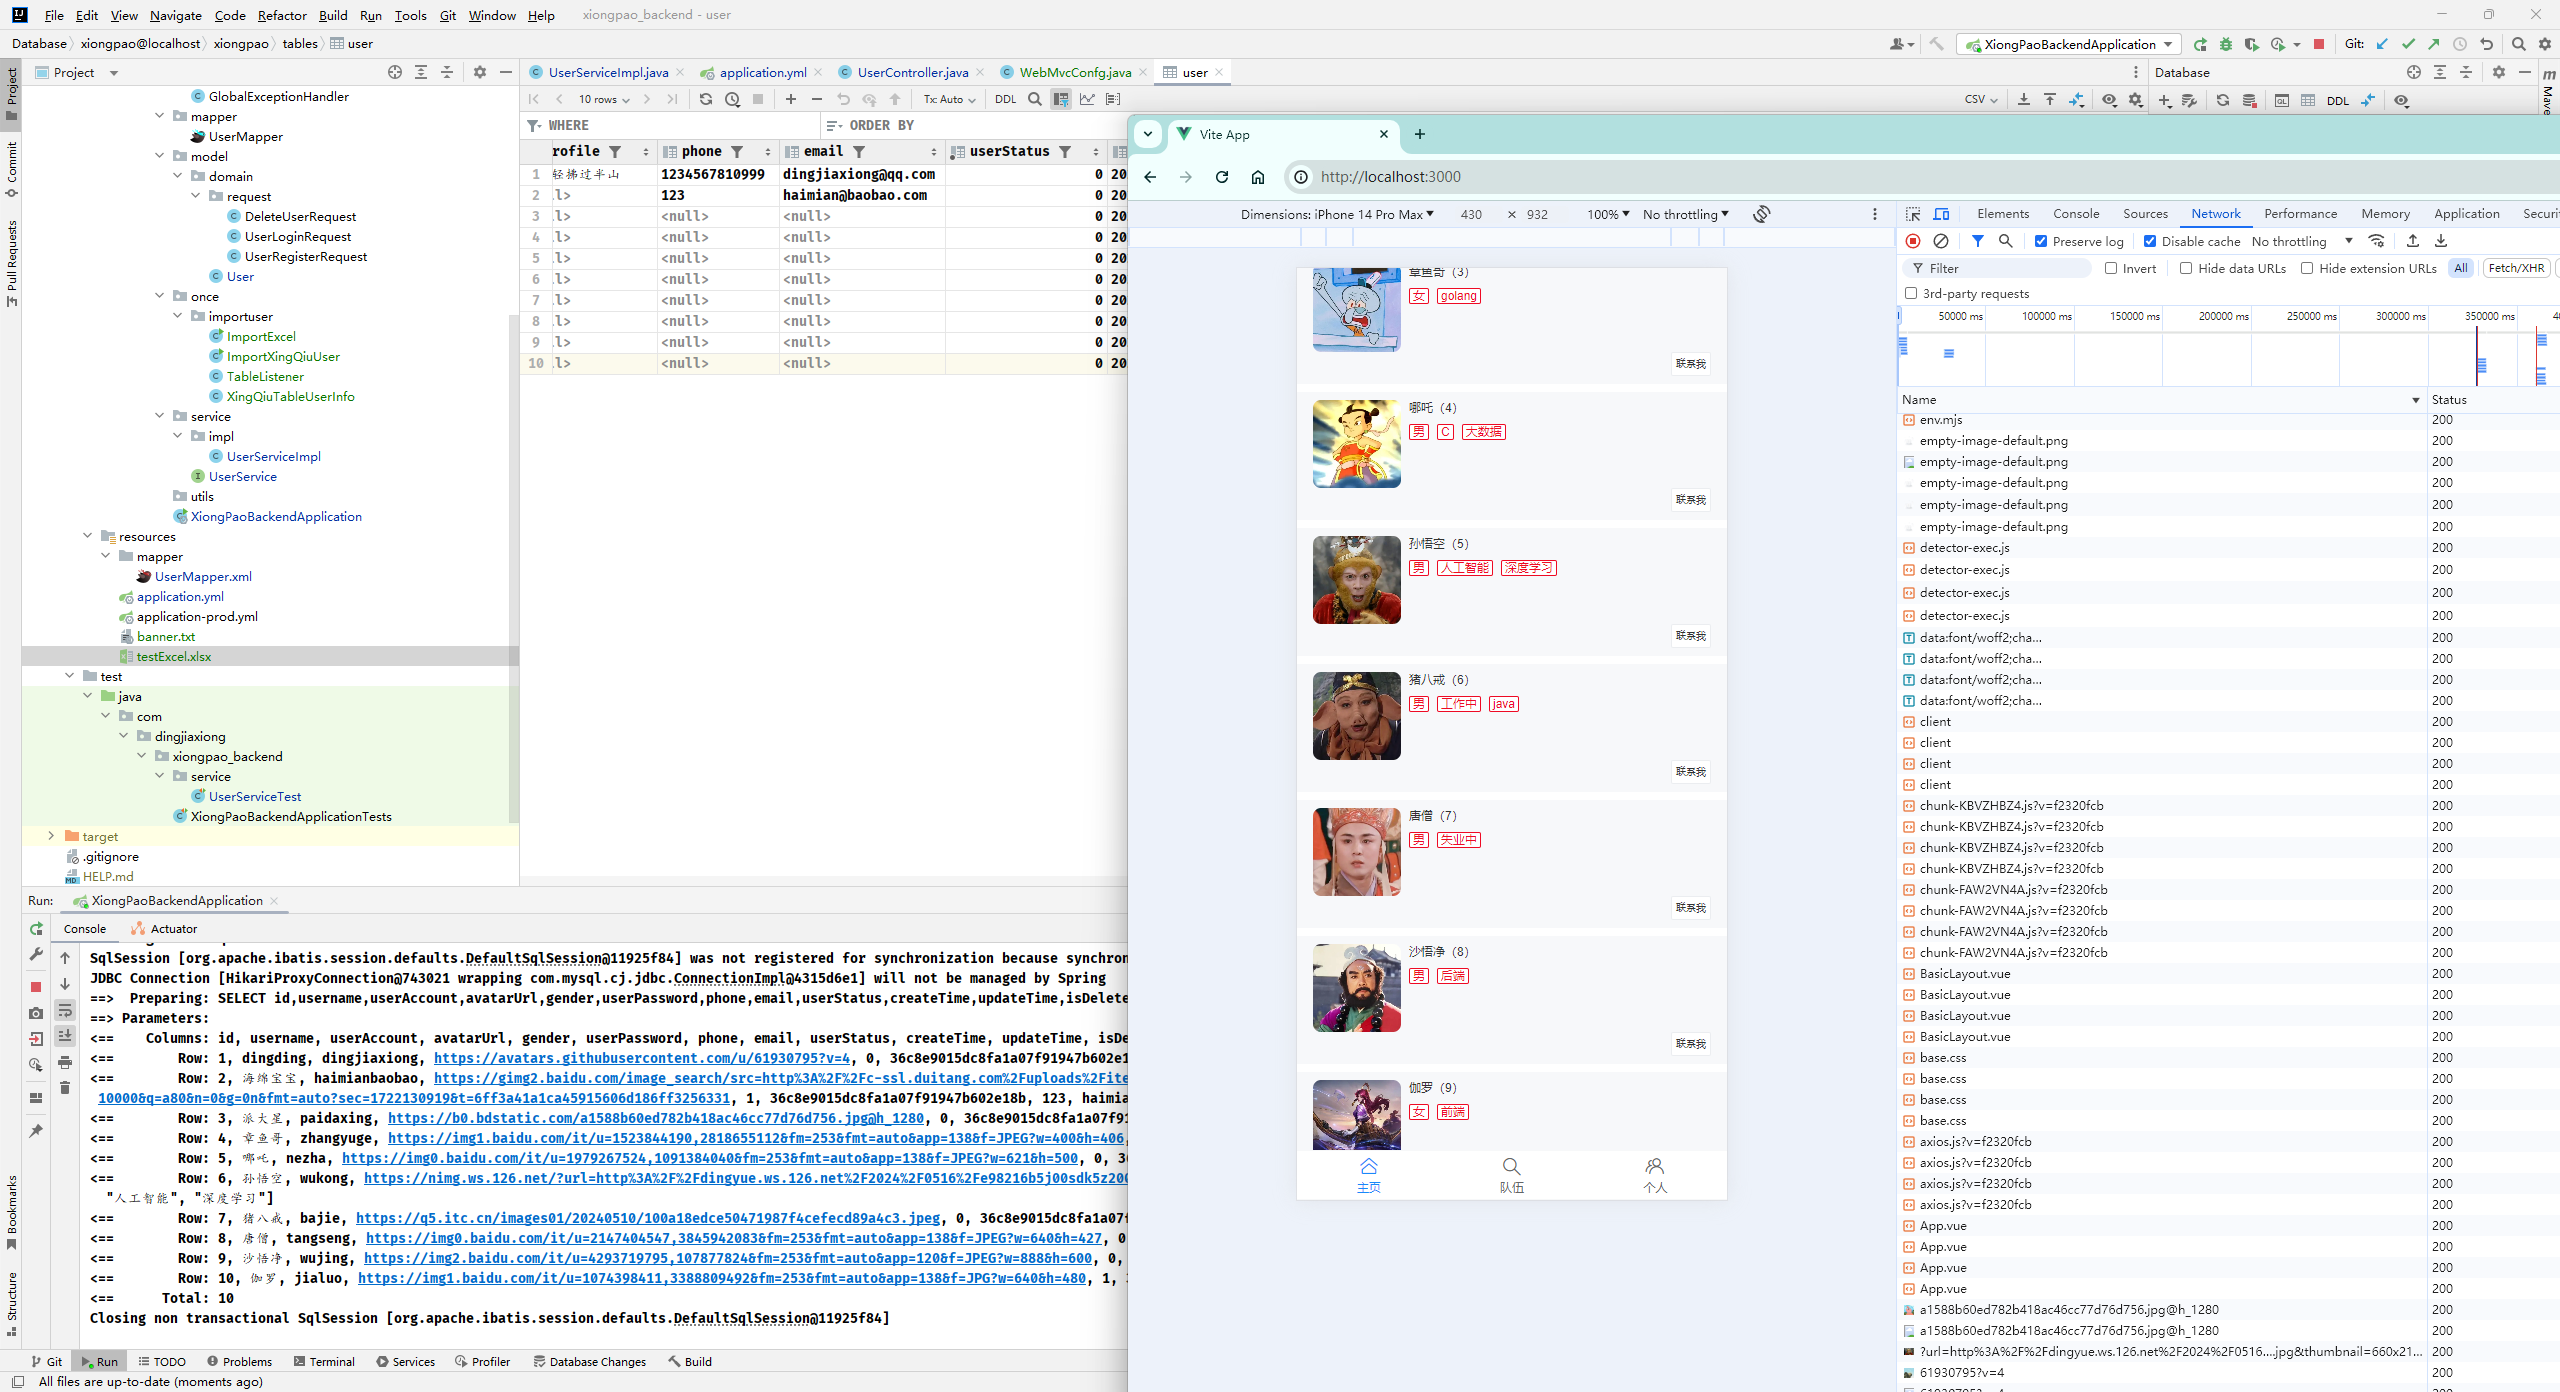 File Edit View Navigate Code Refactor Build Run Tools Git Window Help xiongpao_backend - user
Database xiongpao@localhost xiongpao tables user
XiongPaoBackendApplication Git:
Project
UserServiceImpl.java application.yml UserController.java WebMvcConfg.java user
Database
10 rows Tx: Auto DDL CSV DDL
WHERE ORDER BY
rofile phone email userStatus
1 轻拂过半山 1234567810999 dingjiaxiong@qq.com 0 20
2 l> 123 haimian@baobao.com 0 20
3 l> <null> <null> 0 20
4 l> <null> <null> 0 20
5 l> <null> <null> 0 20
6 l> <null> <null> 0 20
7 l> <null> <null> 0 20
8 l> <null> <null> 0 20
9 l> <null> <null> 0 20
10 l> <null> <null> 0 20
Project
Commit
Pull Requests
Bookmarks
Structure
Mave
GlobalExceptionHandler
mapper
UserMapper
model
domain
request
DeleteUserRequest
UserLoginRequest
UserRegisterRequest
User
once
importuser
ImportExcel
ImportXingQiuUser
TableListener
XingQiuTableUserInfo
service
impl
UserServiceImpl
UserService
utils
XiongPaoBackendApplication
resources
mapper
UserMapper.xml
application.yml
application-prod.yml
banner.txt
testExcel.xlsx
test
java
com
dingjiaxiong
xiongpao_backend
service
UserServiceTest
XiongPaoBackendApplicationTests
target
.gitignore
HELP.md
Run: XiongPaoBackendApplication
Console Actuator
SqlSession [org.apache.ibatis.session.defaults.DefaultSqlSession@11925f84] was not registered for synchronization because synchron
JDBC Connection [HikariProxyConnection@743021 wrapping com.mysql.cj.jdbc.ConnectionImpl@4315d6e1] will not be managed by Spring
==> Preparing: SELECT id,username,userAccount,avatarUrl,gender,userPassword,phone,email,userStatus,createTime,updateTime,isDelete
==> Parameters:
<== Columns: id, username, userAccount, avatarUrl, gender, userPassword, phone, email, userStatus, createTime, updateTime, isDe
<== Row: 1, dingding, dingjiaxiong, https://avatars.githubusercontent.com/u/61930795?v=4, 0, 36c8e9015dc8fa1a07f91947b602e1
<== Row: 2, 海绵宝宝, haimianbaobao, https://gimg2.baidu.com/image_search/src=http%3A%2F%2Fc-ssl.duitang.com%2Fuploads%2Fite
10000&q=a80&n=0&g=0n&fmt=auto?sec=1722130919&t=6ff3a41a1ca45915606d186ff3256331, 1, 36c8e9015dc8fa1a07f91947b602e18b, 123, haimia
<== Row: 3, 派大星, paidaxing, https://b0.bdstatic.com/a1588b60ed782b418ac46cc77d76d756.jpg@h_1280, 0, 36c8e9015dc8fa1a07f91
<== Row: 4, 章鱼哥, zhangyuge, https://img1.baidu.com/it/u=1523844190,2818655112&fm=253&fmt=auto&app=138&f=JPEG?w=400&h=406,
<== Row: 5, 哪吒, nezha, https://img0.baidu.com/it/u=1979267524,1091384040&fm=253&fmt=auto&app=138&f=JPEG?w=621&h=500, 0, 36
<== Row: 6, 孙悟空, wukong, https://nimg.ws.126.net/?url=http%3A%2F%2Fdingyue.ws.126.net%2F2024%2F0516%2Fe98216b5j00sdk5z200
"人工智能", "深度学习"]
<== Row: 7, 猪八戒, bajie, https://q5.itc.cn/images01/20240510/100a18edce50471987f4cefecd89a4c3.jpeg, 0, 36c8e9015dc8fa1a07f
<== Row: 8, 唐僧, tangseng, https://img0.baidu.com/it/u=2147404547,3845942083&fm=253&fmt=auto&app=138&f=JPEG?w=640&h=427, 0
<== Row: 9, 沙悟净, wujing, https://img2.baidu.com/it/u=4293719795,107877824&fm=253&fmt=auto&app=120&f=JPEG?w=888&h=600, 0,
<== Row: 10, 伽罗, jialuo, https://img1.baidu.com/it/u=1074398411,3388809492&fm=253&fmt=auto&app=138&f=JPG?w=640&h=480, 1,
<== Total: 10
Closing non transactional SqlSession [org.apache.ibatis.session.defaults.DefaultSqlSession@11925f84]
Git Run TODO Problems Terminal Services Profiler Database Changes Build
All files are up-to-date (moments ago)
Vite App
http://localhost:3000
Dimensions: iPhone 14 Pro Max 430 × 932 100% No throttling
章鱼哥 (3)
女 golang
联系我
哪吒 (4)
男 C 大数据
联系我
孙悟空 (5)
男 人工智能 深度学习
联系我
猪八戒 (6)
男 工作中 java
联系我
唐僧 (7)
男 失业中
联系我
沙悟净 (8)
男 后端
联系我
伽罗 (9)
女 前端
主页 队伍 个人
Elements Console Sources Network Performance Memory Application Securi
Preserve log Disable cache No throttling
Filter Invert Hide data URLs Hide extension URLs All Fetch/XHR
3rd-party requests
50000 ms 100000 ms 150000 ms 200000 ms 250000 ms 300000 ms 350000 ms 40
Name Status
env.mjs 200
empty-image-default.png 200
empty-image-default.png 200
empty-image-default.png 200
empty-image-default.png 200
empty-image-default.png 200
detector-exec.js 200
detector-exec.js 200
detector-exec.js 200
detector-exec.js 200
data:font/woff2;cha... 200
data:font/woff2;cha... 200
data:font/woff2;cha... 200
data:font/woff2;cha... 200
client 200
client 200
client 200
client 200
chunk-KBVZHBZ4.js?v=f2320fcb 200
chunk-KBVZHBZ4.js?v=f2320fcb 200
chunk-KBVZHBZ4.js?v=f2320fcb 200
chunk-KBVZHBZ4.js?v=f2320fcb 200
chunk-FAW2VN4A.js?v=f2320fcb 200
chunk-FAW2VN4A.js?v=f2320fcb 200
chunk-FAW2VN4A.js?v=f2320fcb 200
chunk-FAW2VN4A.js?v=f2320fcb 200
BasicLayout.vue 200
BasicLayout.vue 200
BasicLayout.vue 200
BasicLayout.vue 200
base.css 200
base.css 200
base.css 200
base.css 200
axios.js?v=f2320fcb 200
axios.js?v=f2320fcb 200
axios.js?v=f2320fcb 200
axios.js?v=f2320fcb 200
App.vue 200
App.vue 200
App.vue 200
App.vue 200
a1588b60ed782b418ac46cc77d76d756.jpg@h_1280 200
a1588b60ed782b418ac46cc77d76d756.jpg@h_1280 200
?url=http%3A%2F%2Fdingyue.ws.126.net%2F2024%2F0516....jpg&thumbnail=660x21... 200
61930795?v=4 200